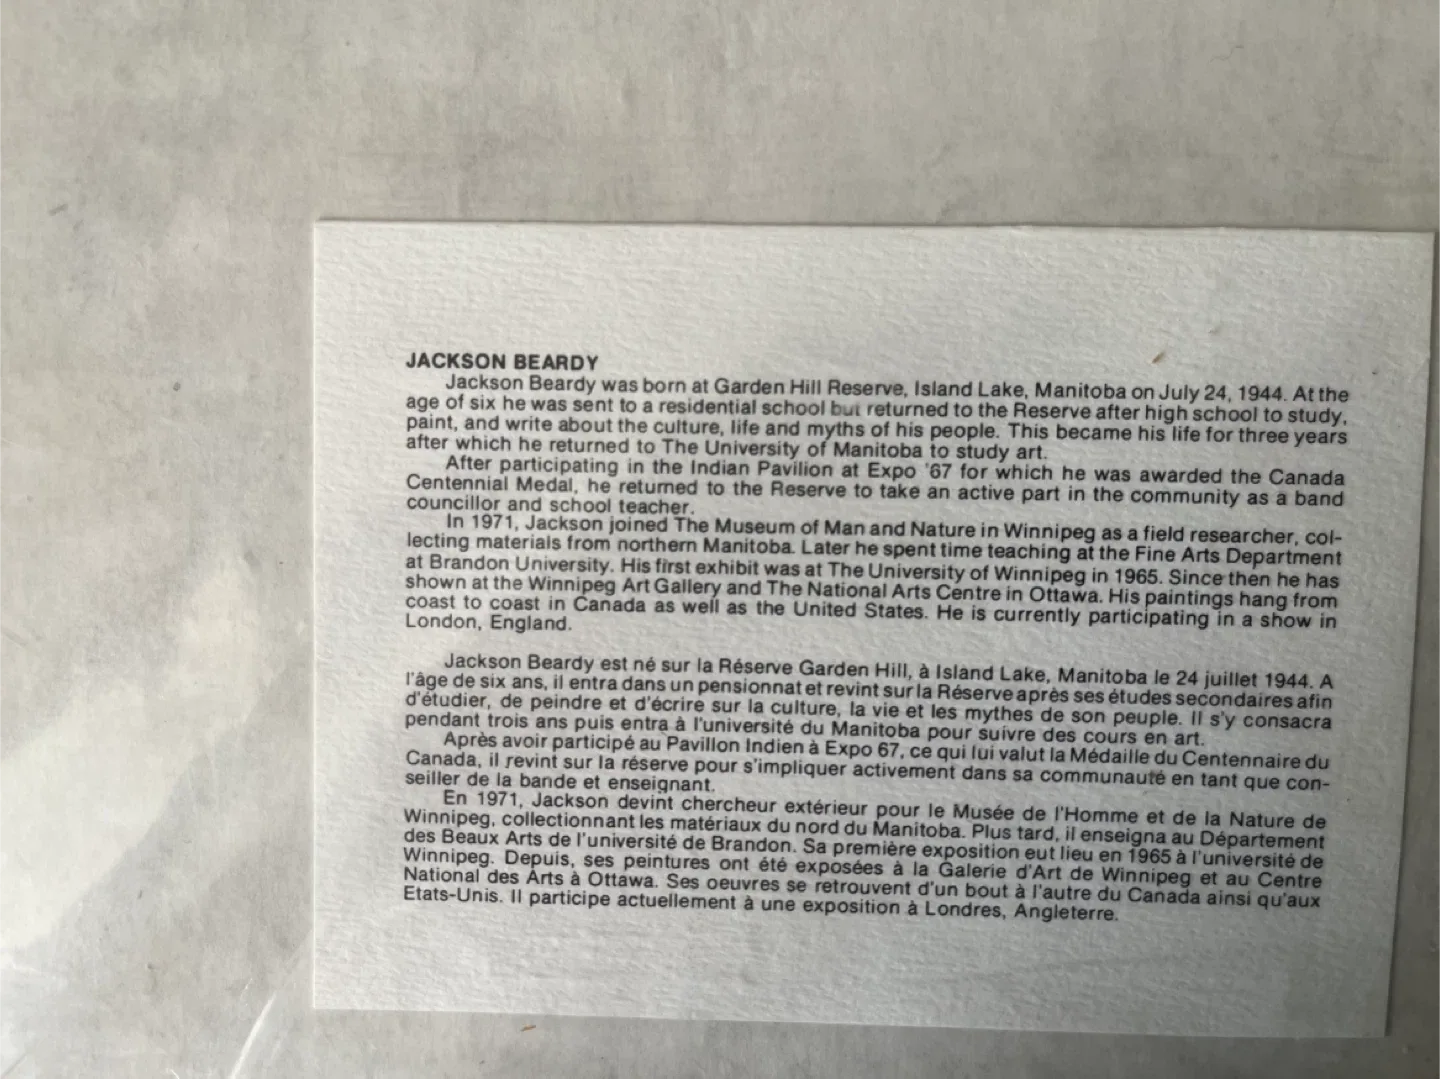 JACKSON BEARDY
Jackson Beardy was born at Garden Hill Reserve, Island Lake, Manitoba on July 24, 1944. At the
age of six he was sent to a residential school but returned to the Reserve after high school to study,
paint, and write about the culture, life and myths of his people. This became his life for three years
after which he returned to The University of Manitoba to study art.
After participating in the Indian Pavilion at Expo '67 for which he was awarded the Canada
Centennial Medal, he returned to the Reserve to take an active part in the community as a band
councillor and school teacher.
In 1971, Jackson joined The Museum of Man and Nature in Winnipeg as a field researcher, col-
lecting materials from northern Manitoba. Later he spent time teaching at the Fine Arts Department
at Brandon University. His first exhibit was at The University of Winnipeg in 1965. Since then he has
shown at the Winnipeg Art Gallery and The National Arts Centre in Ottawa. His paintings hang from
coast to coast in Canada as well as the United States. He is currently participating in a show in
London, England.
Jackson Beardy est né sur la Réserve Garden Hill, à Island Lake, Manitoba le 24 juillet 1944. A
l'âge de six ans, il entra dans un pensionnat et revint sur la Réserve après ses études secondaires afin
d'étudier, de peindre et d'écrire sur la culture, la vie et les mythes de son peuple. Il s'y consacra
pendant trois ans puis entra à l'université du Manitoba pour suivre des cours en art.
Après avoir participé au Pavillon Indien à Expo 67, ce qui lui valut la Médaille du Centennaire du
Canada, il revint sur la réserve pour s'impliquer activement dans sa communauté en tant que con-
seiller de la bande et enseignant.
En 1971, Jackson devint chercheur extérieur pour le Musée de l'Homme et de la Nature de
Winnipeg, collectionnant les matériaux du nord du Manitoba. Plus tard, il enseigna au Département
des Beaux Arts de l'université de Brandon. Sa première exposition eut lieu en 1965 à l'université de
Winnipeg. Depuis, ses peintures ont été exposées à la Galerie d'Art de Winnipeg et au Centre
National des Arts à Ottawa. Ses oeuvres se retrouvent d'un bout à l'autre du Canada ainsi qu'aux
Etats-Unis. Il participe actuellement à une exposition à Londres, Angleterre.